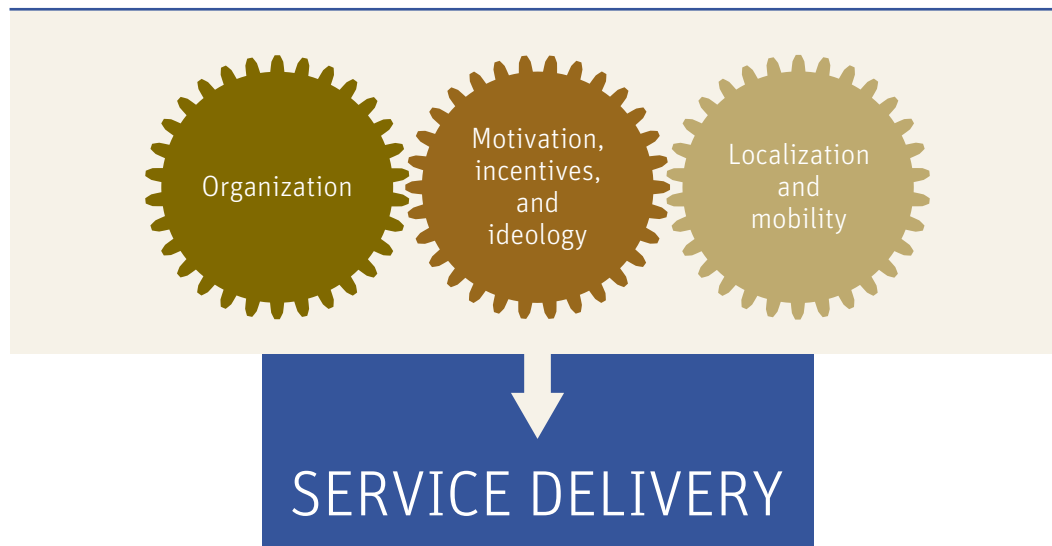 Organization
Motivation,
incentives,
and
ideology
Localization
and
mobility
SERVICE DELIVERY